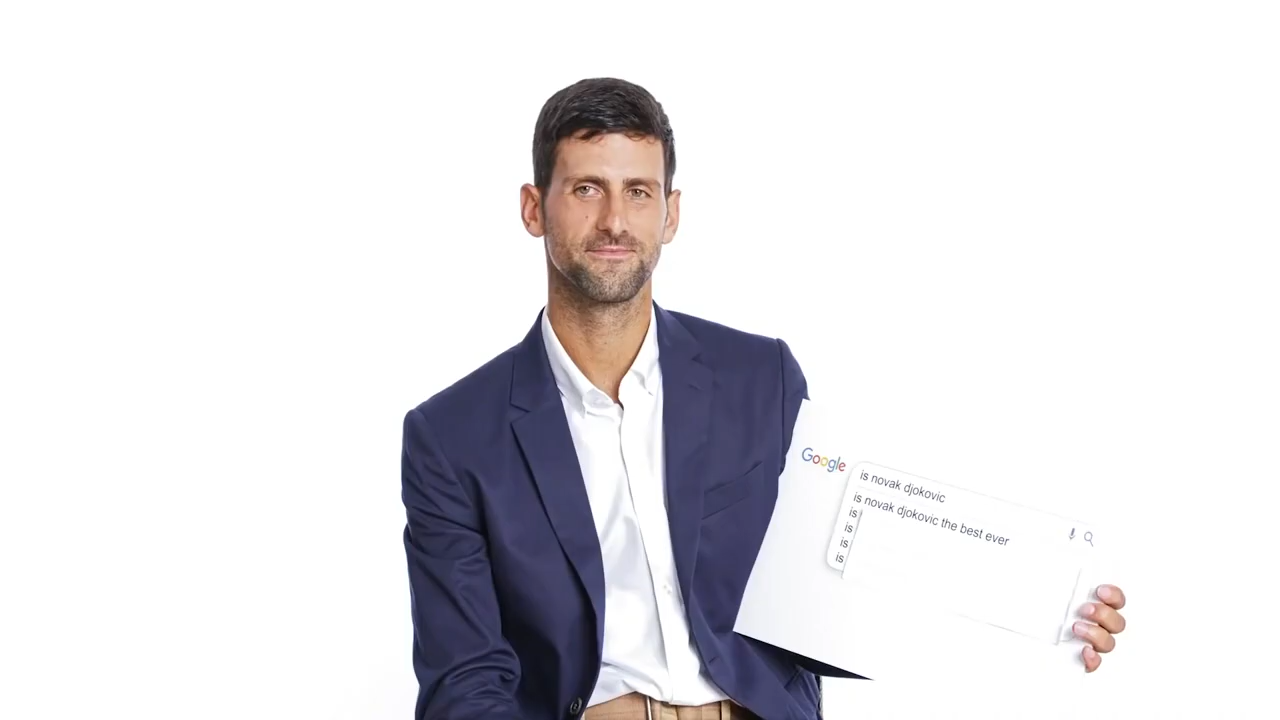 Google
is novak djokovic
is novak djokovic the best ever
is
is
is
is